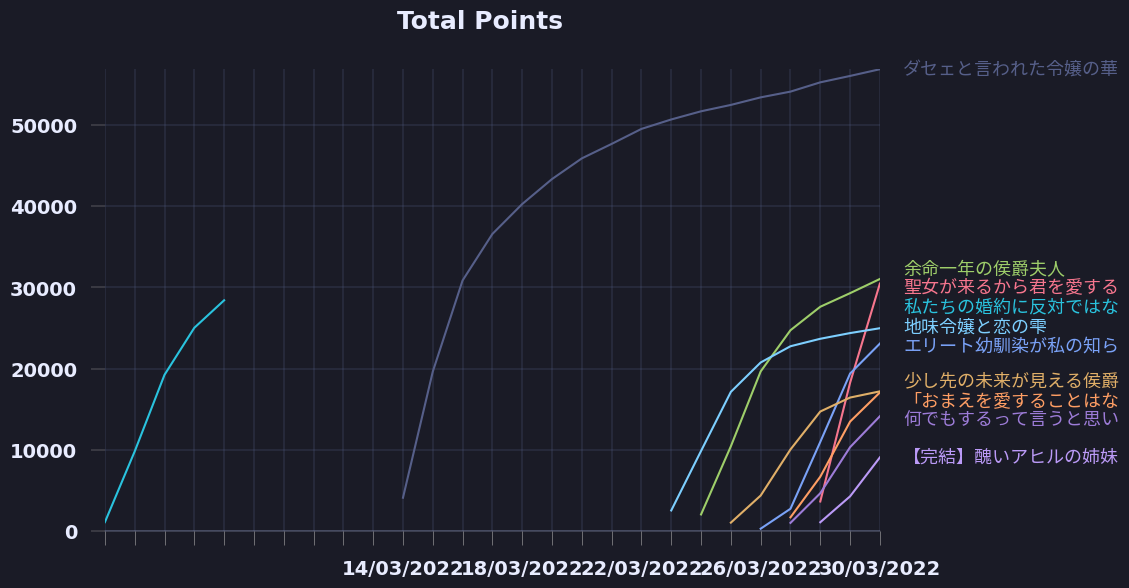 Total Points
ダセェと言われた令嬢の華
50000
40000
30000
20000
10000
0
余命一年の侯爵夫人
聖女が来るから君を愛する
私たちの婚約に反対ではな
地味令嬢と恋の雫
エリート幼馴染が私の知ら
少し先の未来が見える侯爵
「おまえを愛することはな
何でもするって言うと思い
【完結】醜いアヒルの姉妹
14/03/2022
18/03/2022
22/03/2022
26/03/2022
30/03/2022